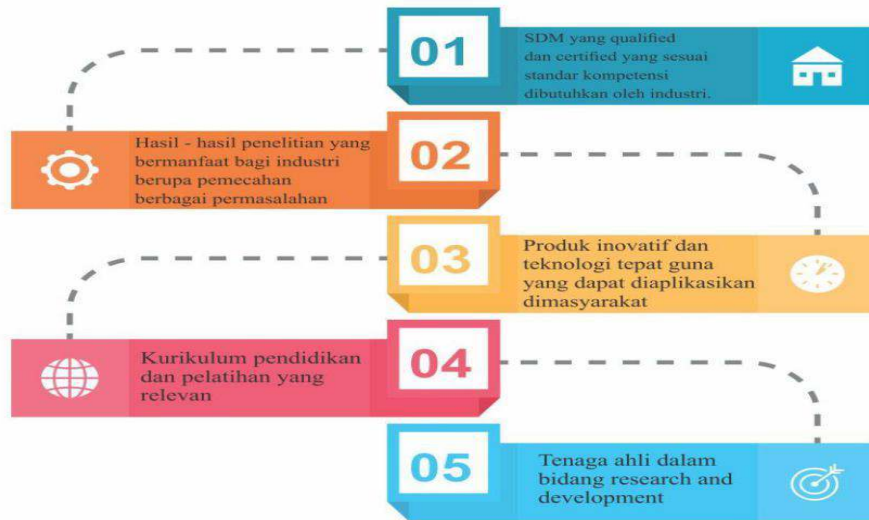 01
SDM yang qualified
dan certified yang sesuai
standar kompetensi
dibutuhkan oleh industri.
02
Hasil - hasil penelitian yang
bermanfaat bagi industri
berupa pemecahan
berbagai permasalahan
03
Produk inovatif dan
teknologi tepat guna
yang dapat diaplikasikan
dimasyarakat
04
Kurikulum pendidikan
dan pelatihan yang
relevan
05
Tenaga ahli dalam
bidang research and
development